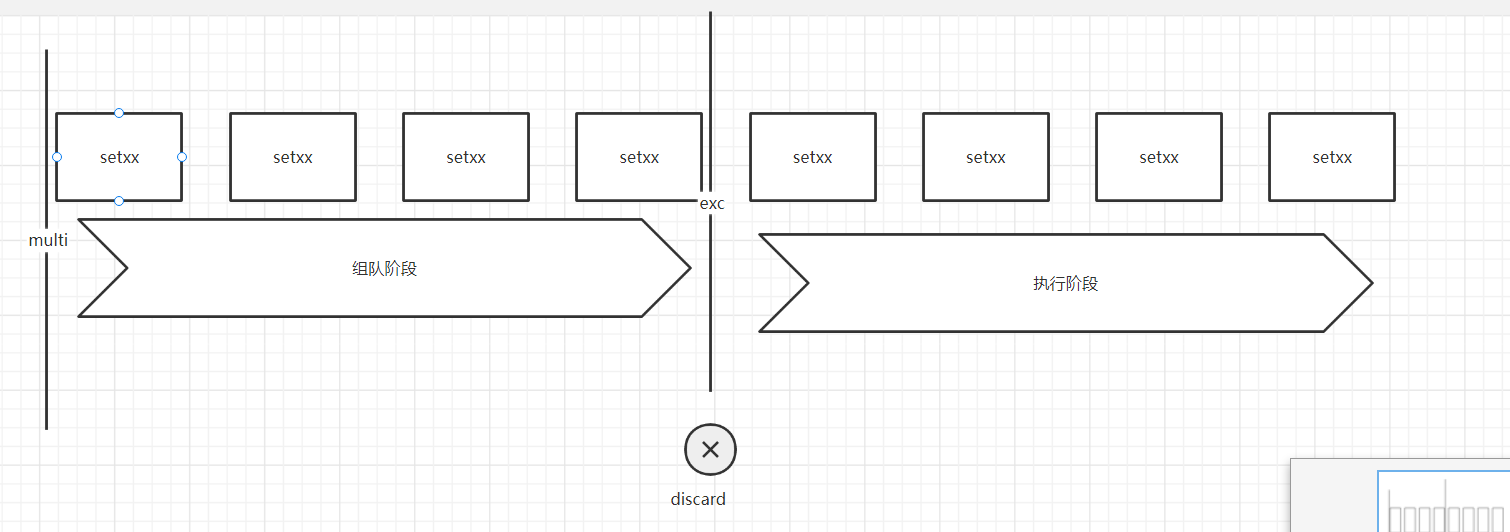 setxx
setxx
setxx
setxx
setxx
setxx
setxx
setxx
exc
multi
组队阶段
执行阶段
discard